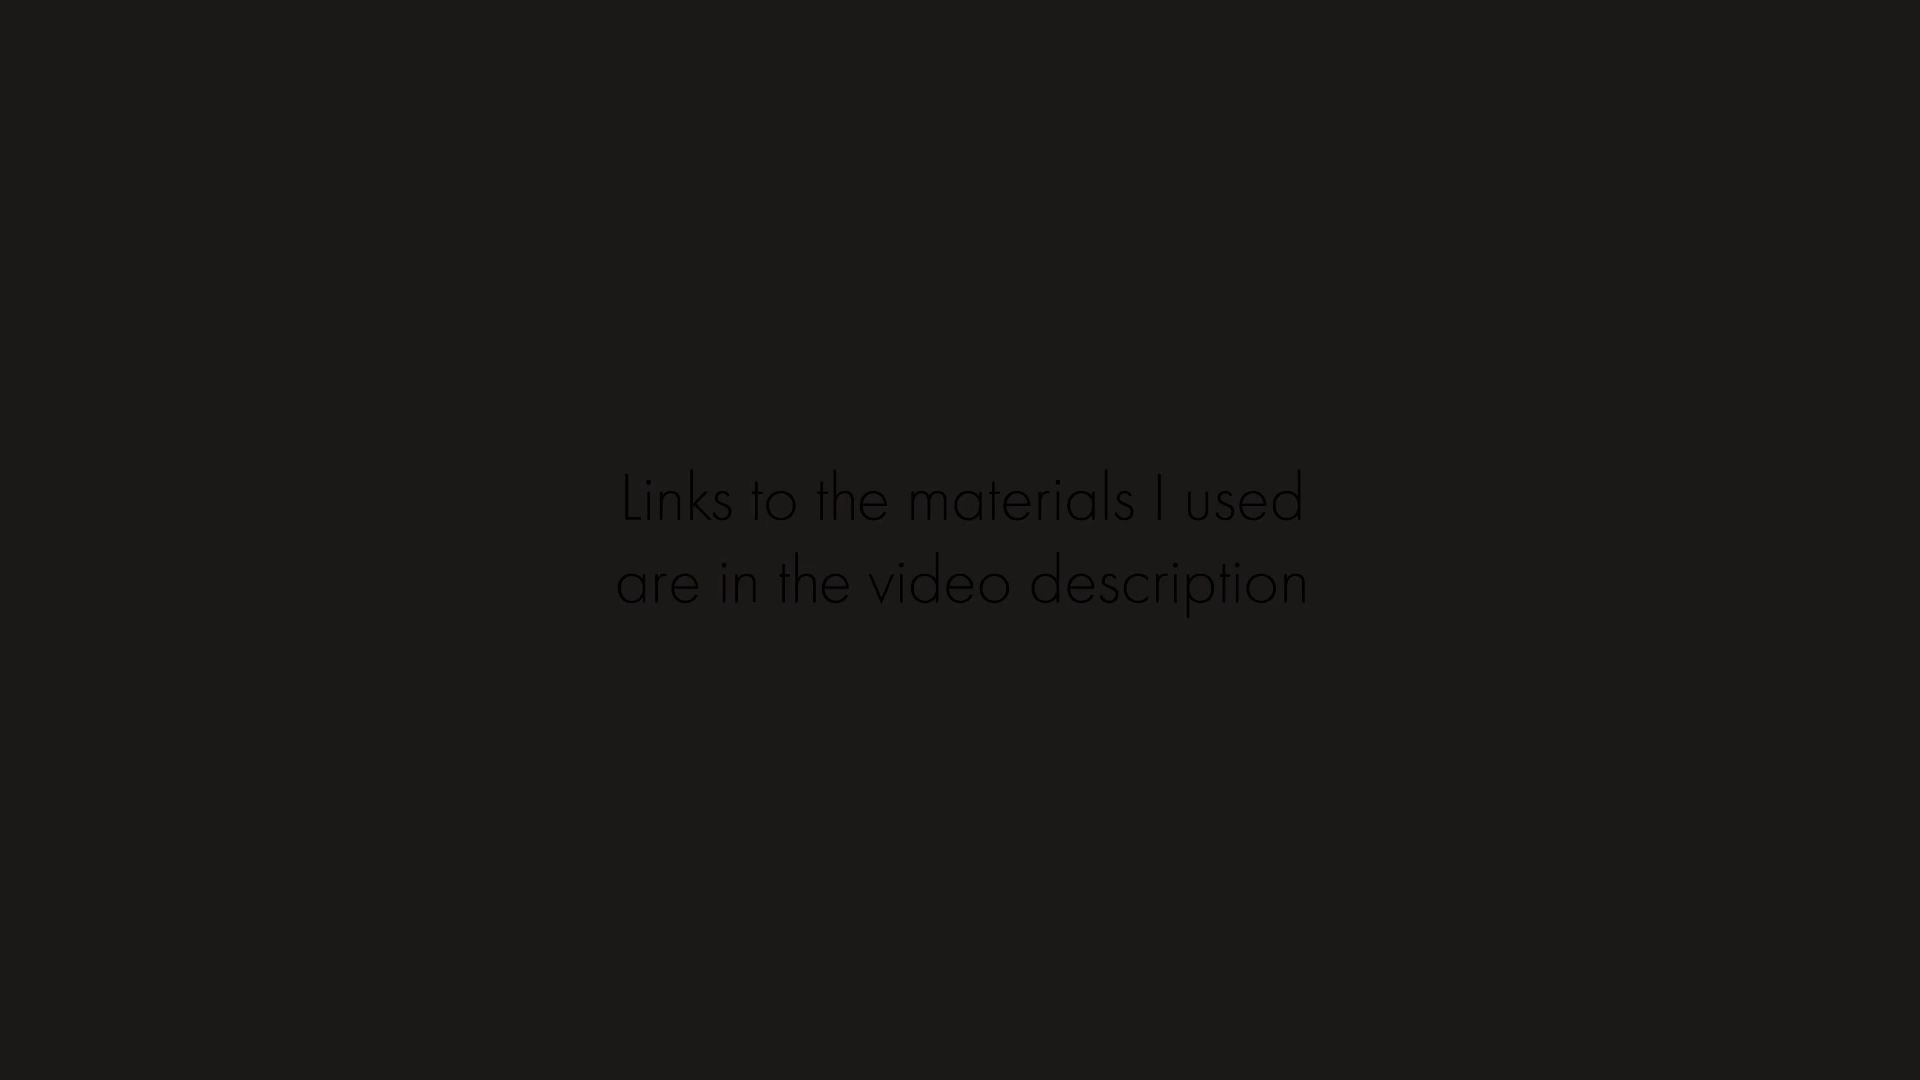 Links to the materials I used
are in the video description